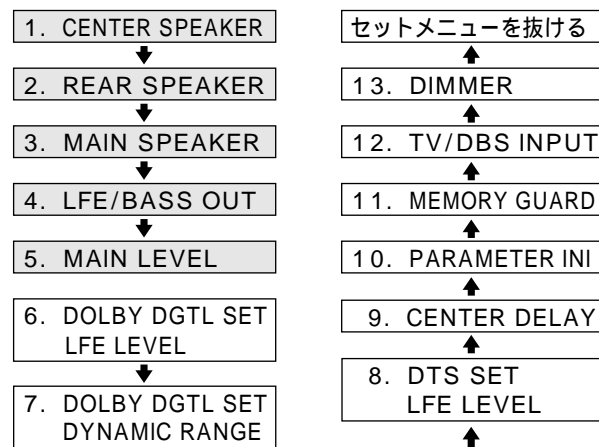 1. CENTER SPEAKER
2. REAR SPEAKER
3. MAIN SPEAKER
4. LFE/BASS OUT
5. MAIN LEVEL
6. DOLBY DGTL SET
LFE LEVEL
7. DOLBY DGTL SET
DYNAMIC RANGE
セットメニューを抜ける
13. DIMMER
12. TV/DBS INPUT
11. MEMORY GUARD
10. PARAMETER INI
9. CENTER DELAY
8. DTS SET
LFE LEVEL